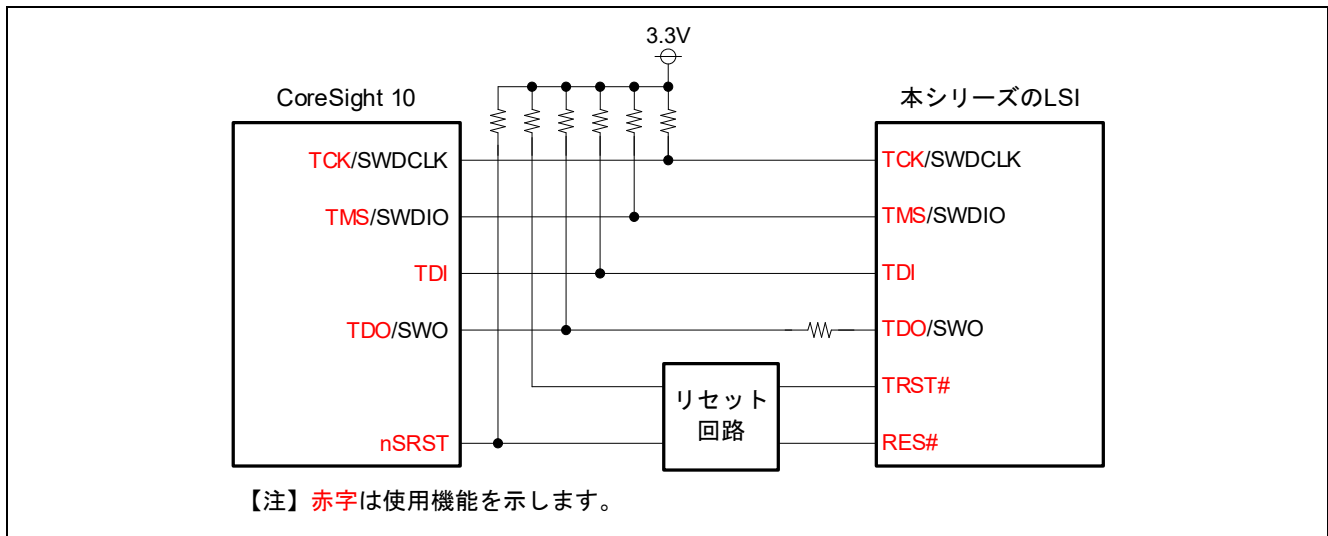 3.3V
CoreSight 10
本シリーズのLSI
TCK/SWDCLK
TMS/SWDIO
TDI
TDO/SWO
nSRST
TCK/SWDCLK
TMS/SWDIO
TDI
TDO/SWO
TRST#
RES#
リセット
回路
【注】赤字は使用機能を示します。